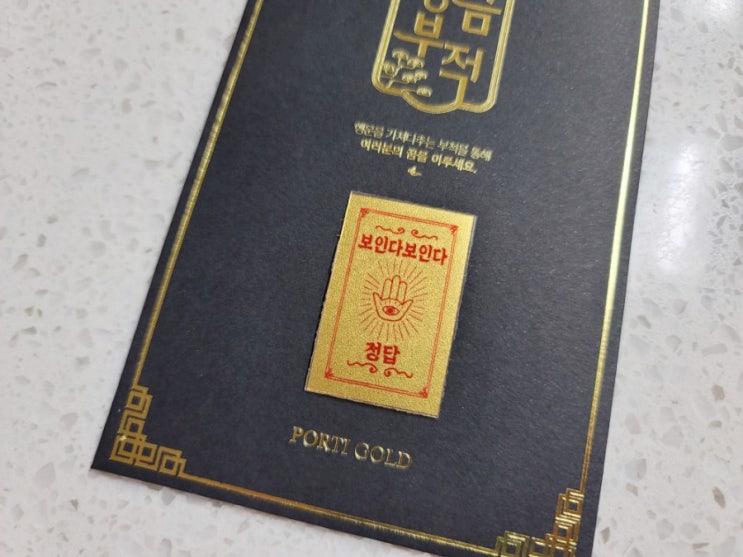 부적
행운을 가져다주는 부적을 통해
여러분의 꿈을 이루세요.
보인다보인다
정답
PORTI GOLD